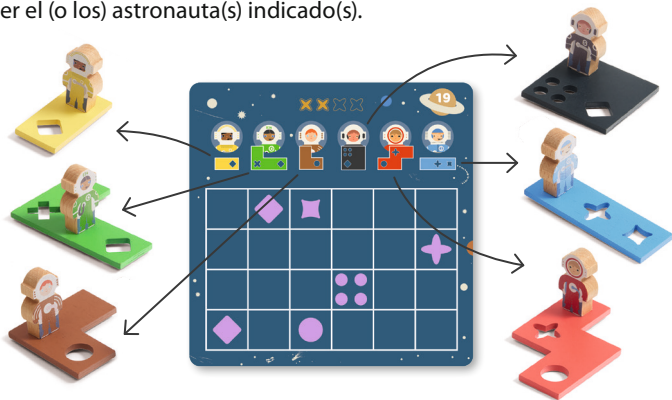 er el (o los) astronauta(s) indicado(s).
19